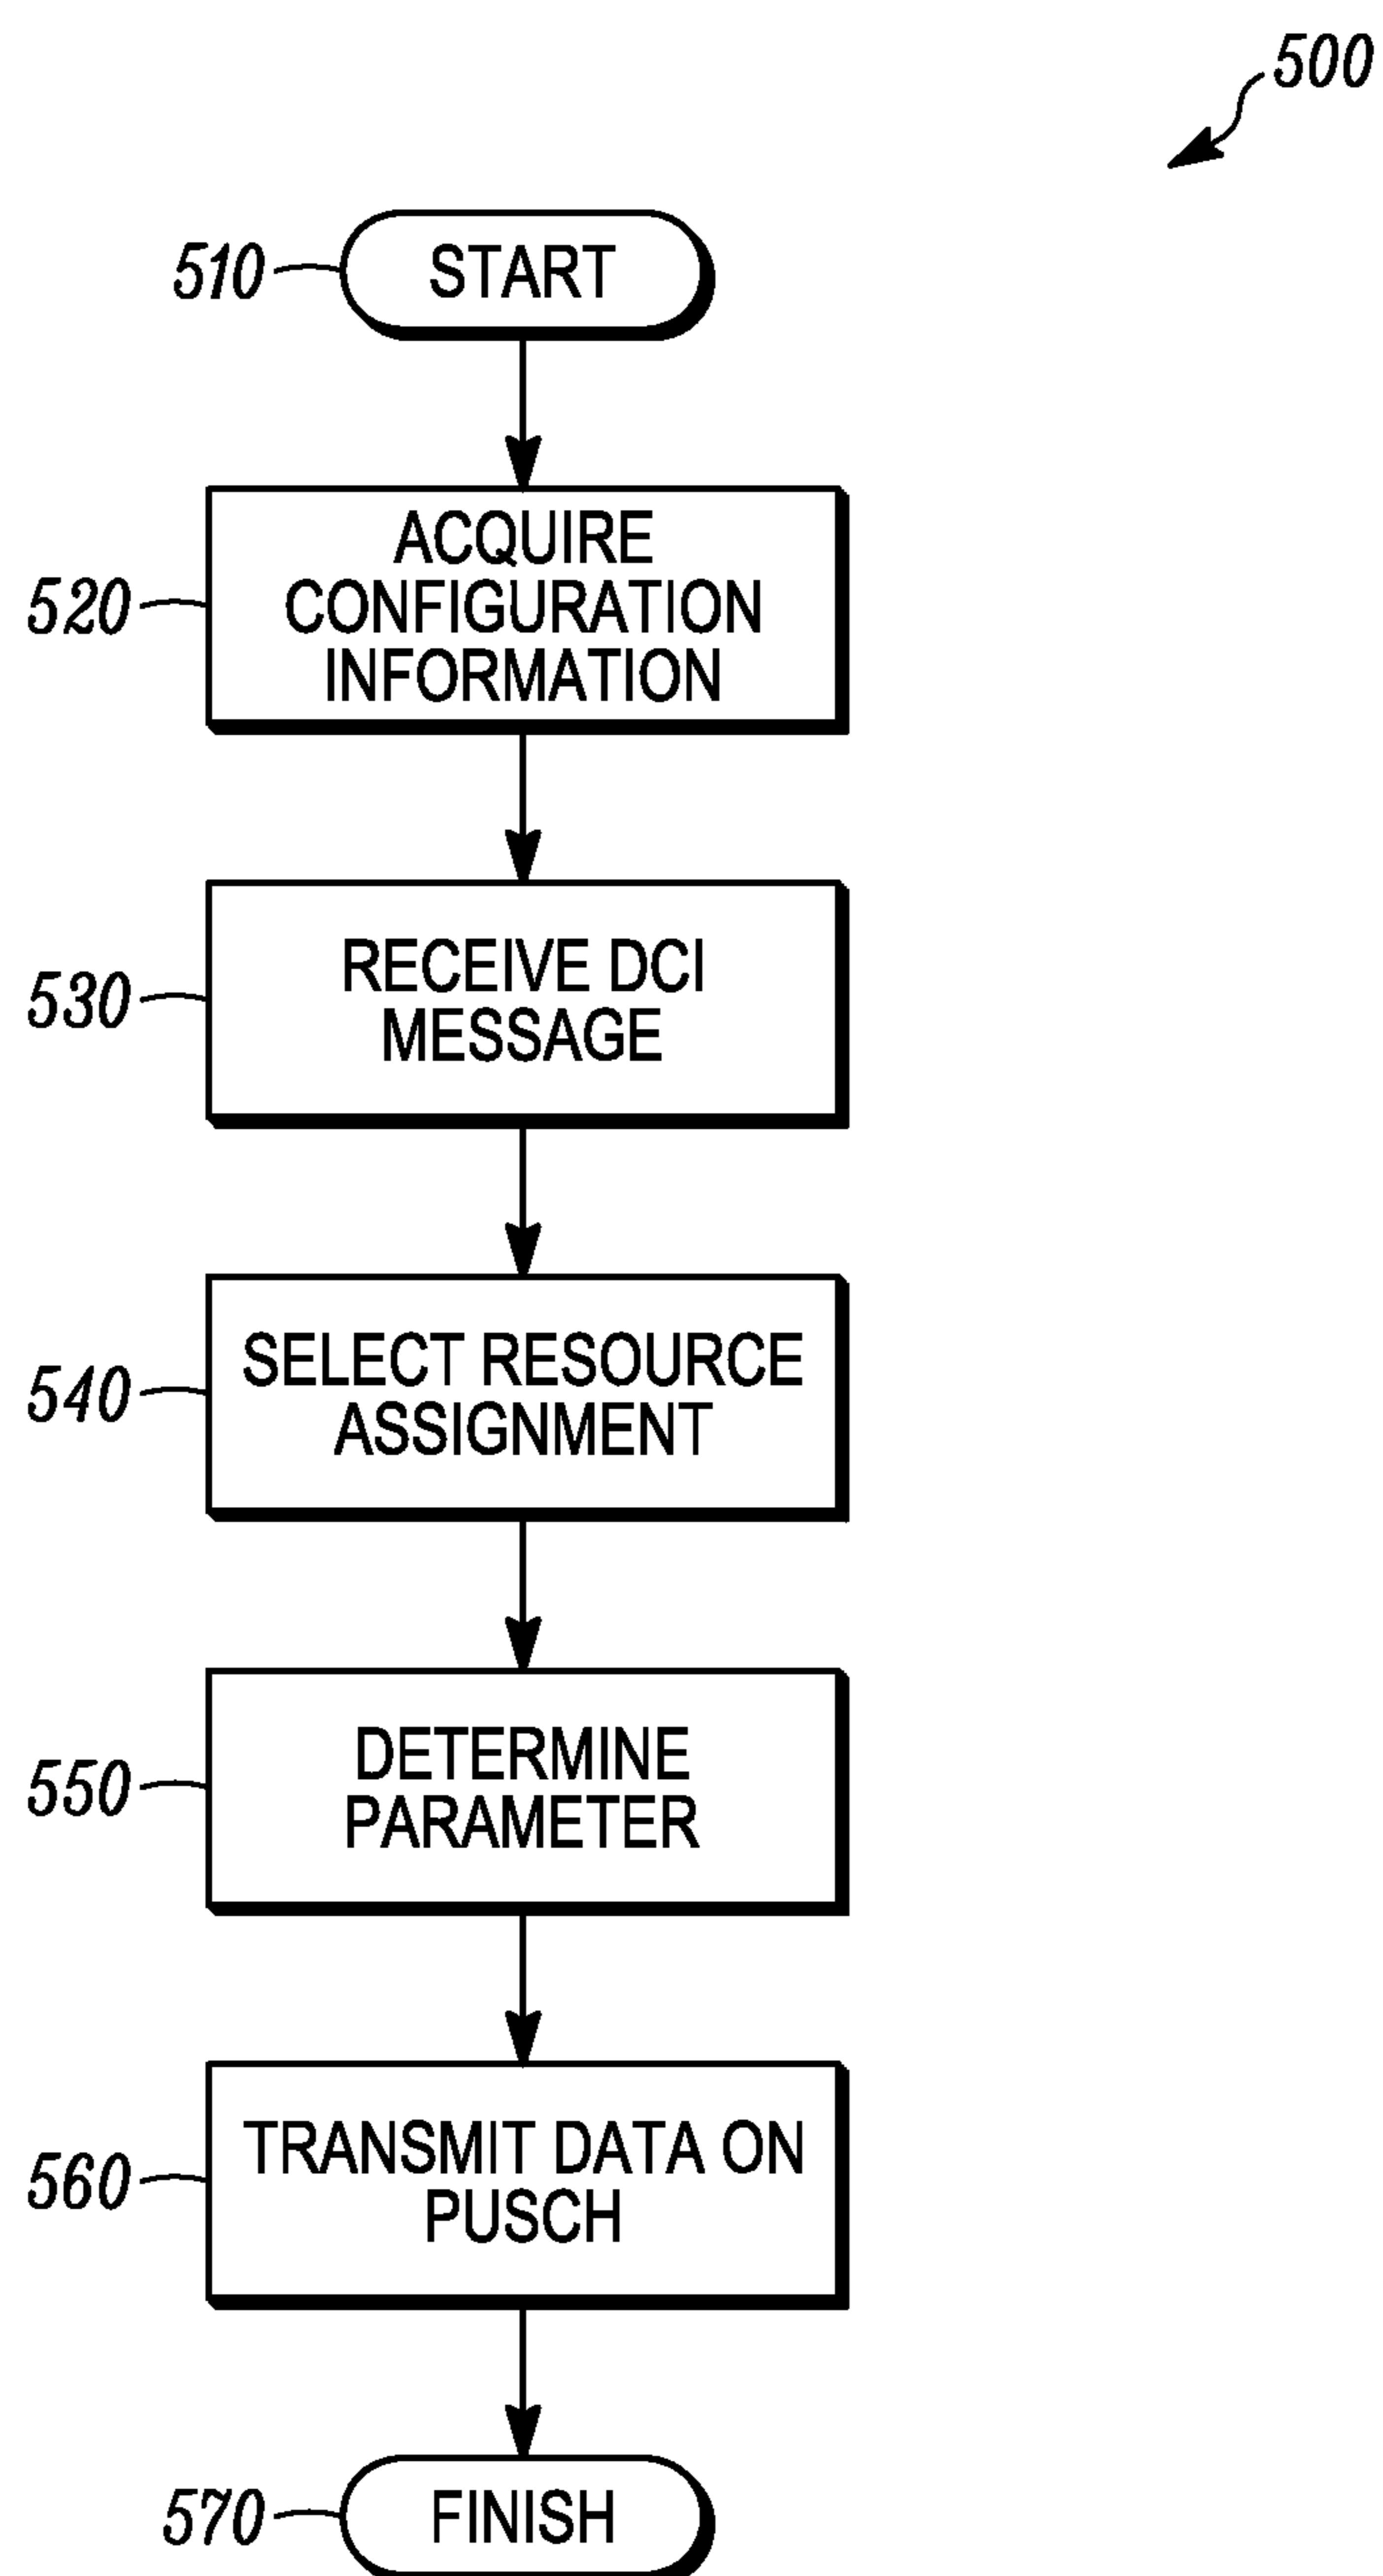 500
510
START
520
ACQUIRE
CONFIGURATION
INFORMATION
530
RECEIVE DCI
MESSAGE
540
SELECT RESOURCE
ASSIGNMENT
550
DETERMINE
PARAMETER
560
TRANSMIT DATA ON
PUSCH
570
FINISH